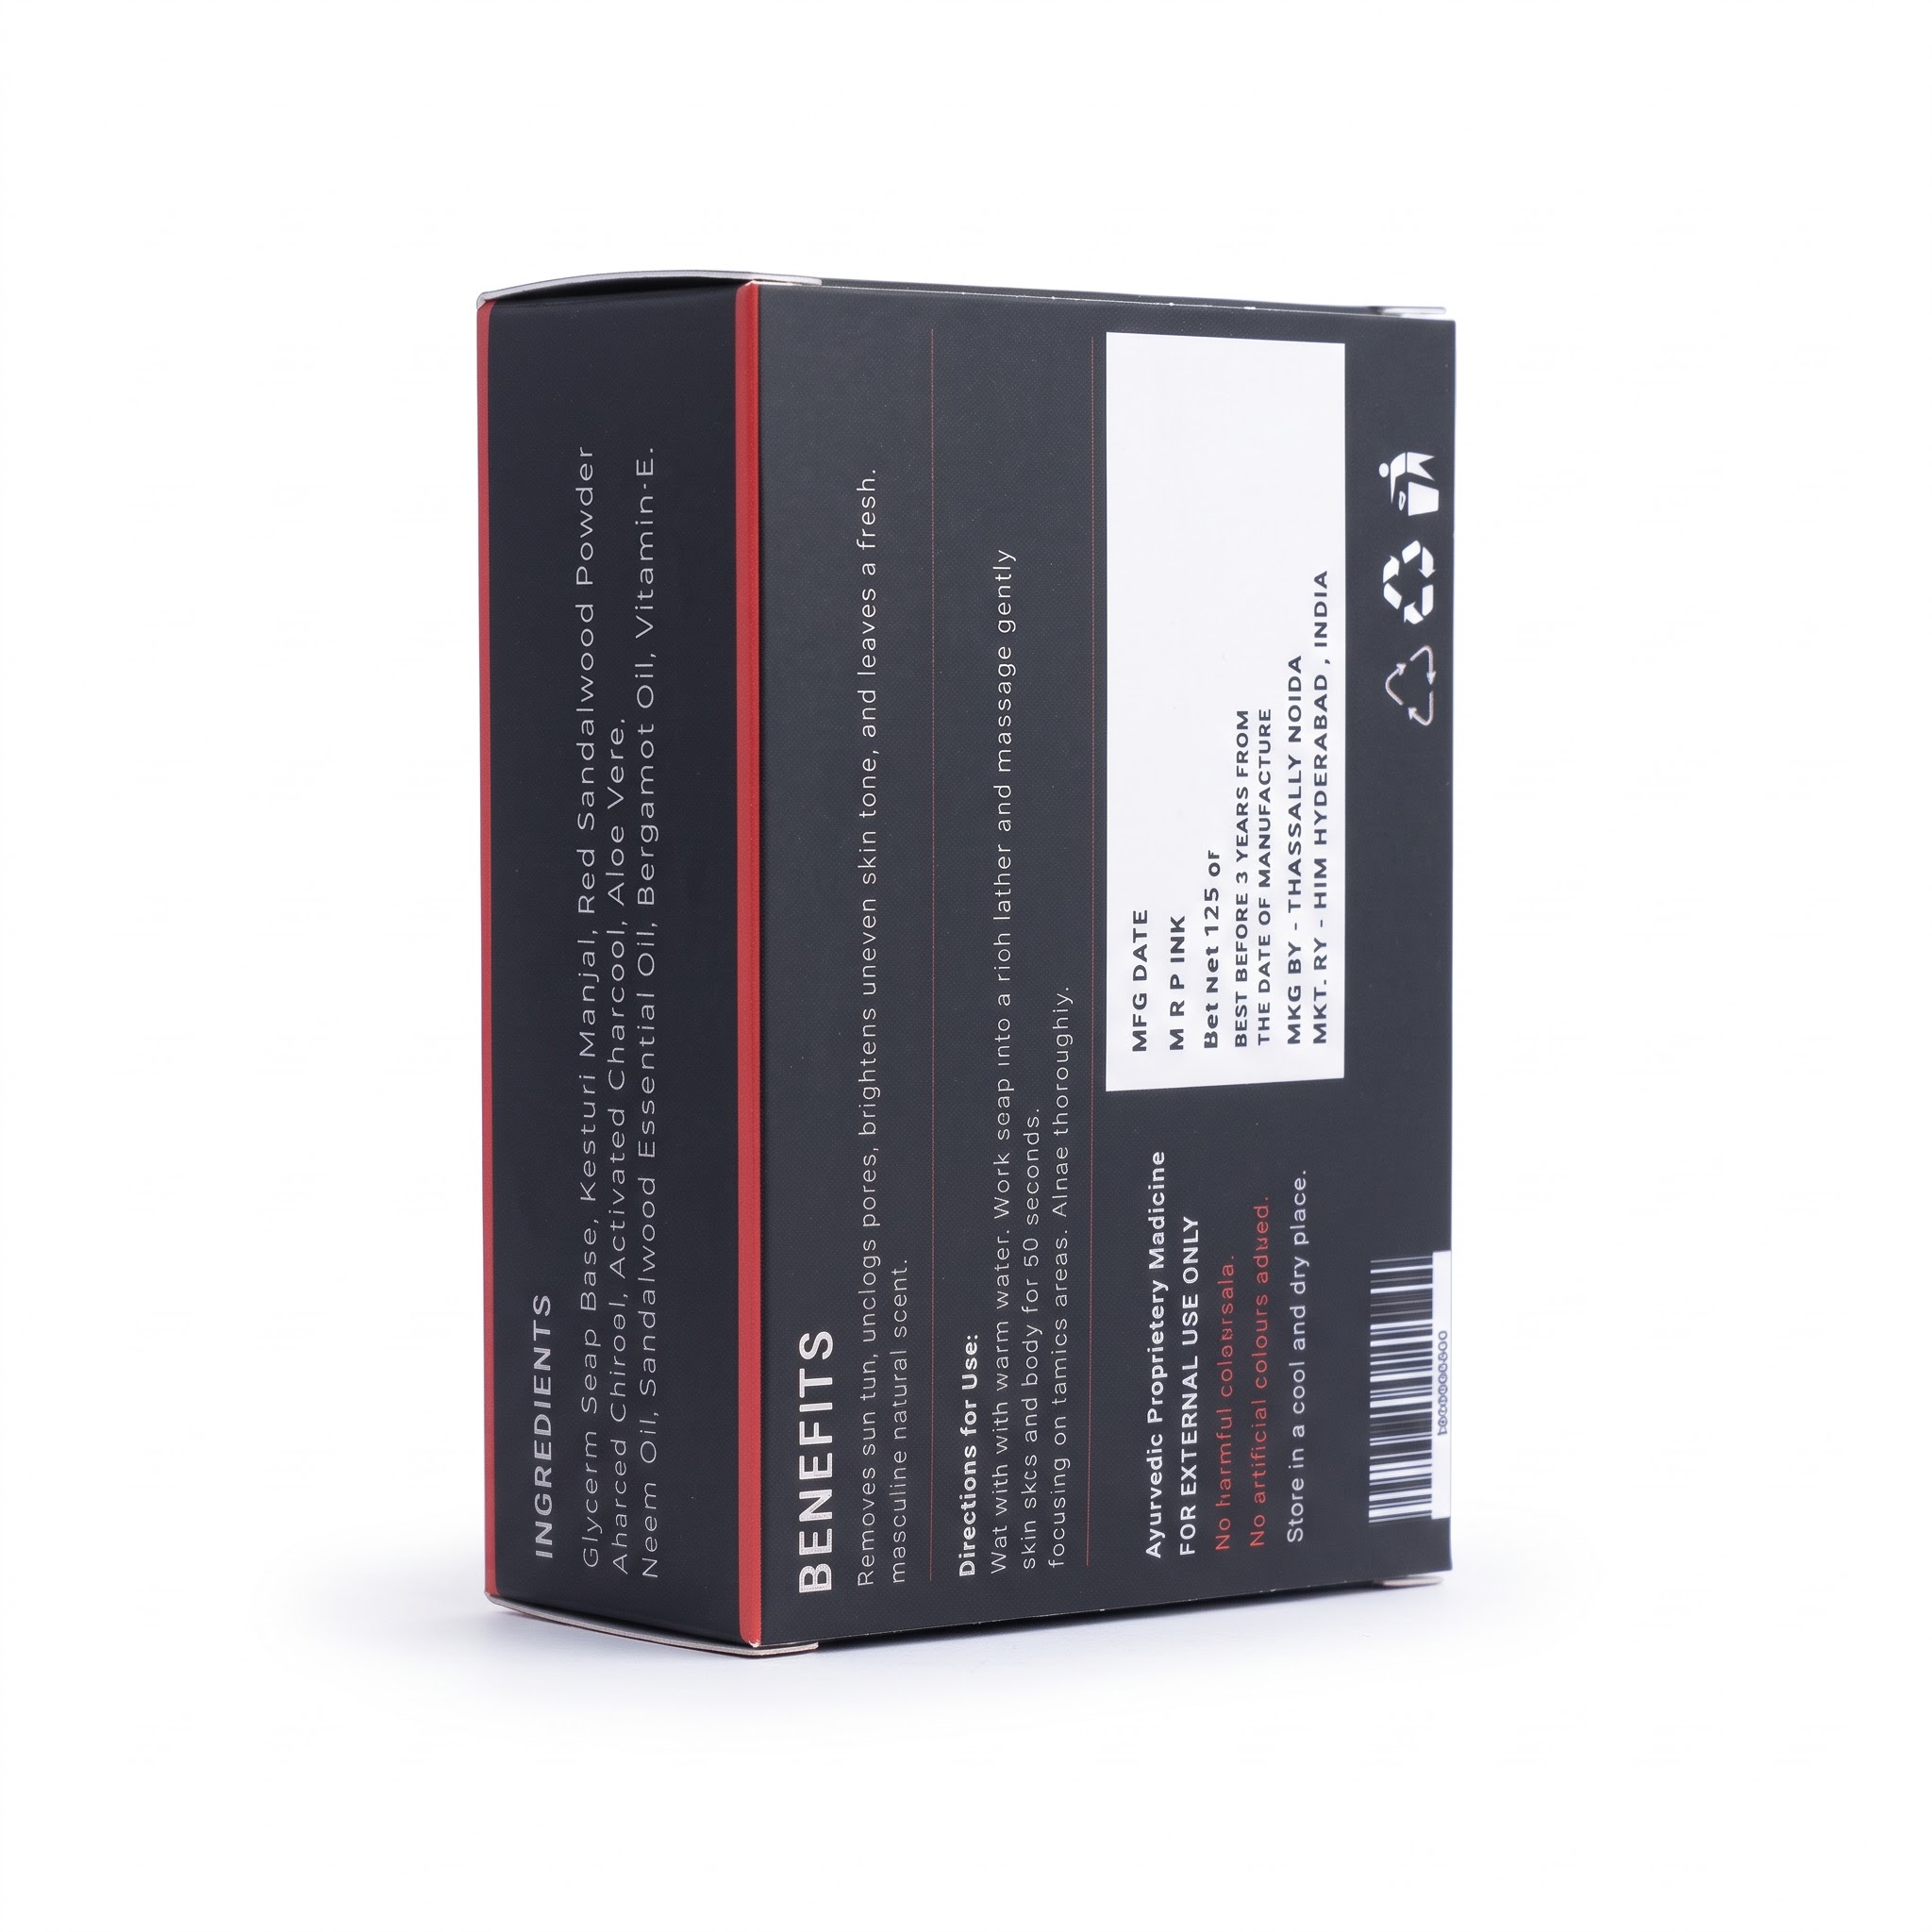 INGREDIENTS
Glycerm Seap Base, Kesturi Manjal, Red Sandalwood Powder
Aharced Chiroel, Activated Charcool, Aloe Vere.
Neem Oil, Sandalwood Essential Oil, Bergamot Oil, Vitamin-E.
BENEFITS
Removes sun tun, unclogs pores, brightens uneven skin tone, and leaves a fresh.
masculine natural scent.
Directions for Use:
Wat with with warm water. Work soap into a rioh lather and massage gently
skin skcs and body for 50 seconds.
focusing on tamics areas. Alnae thoroughiy.
MFG DATE
M R P INK
Bet Net 125 or
BEST BEFORE 3 YEARS FROM
THE DATE OF MANUFACTURE
MKG BY - THASSALLY NOIDA
MKT. RY - HIM HYDERABAD , INDIA
Ayurvedic Proprietery Madicine
FOR EXTERNAL USE ONLY
No harmful
No artificial colours
Store in a cool and dry place.